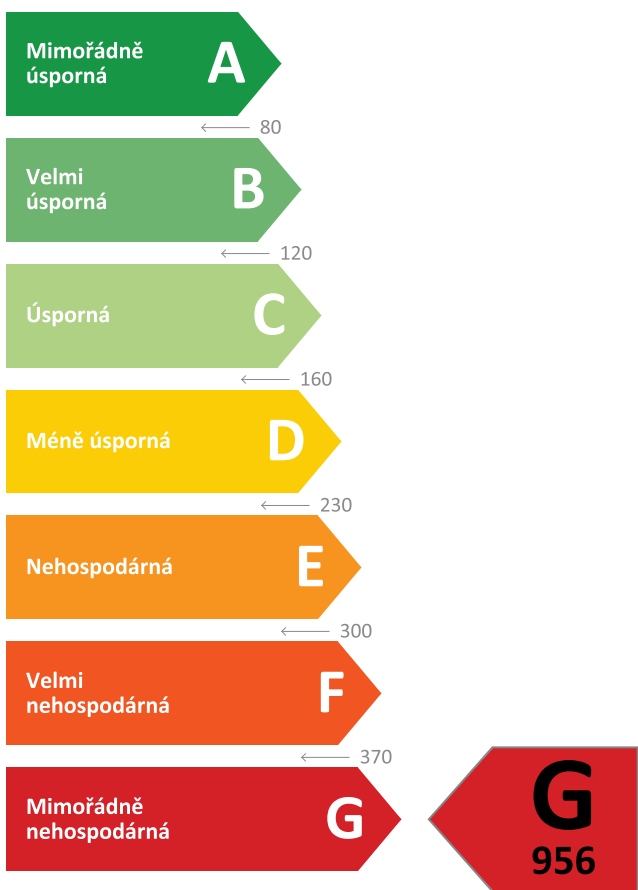 Mimořádně
úsporná
A
80
Velmi
úsporná
B
120
Úsporná
C
160
Méně úsporná
D
230
Nehospodárná
E
300
Velmi
nehospodárná
F
370
Mimořádně
nehospodárná
G
G
956